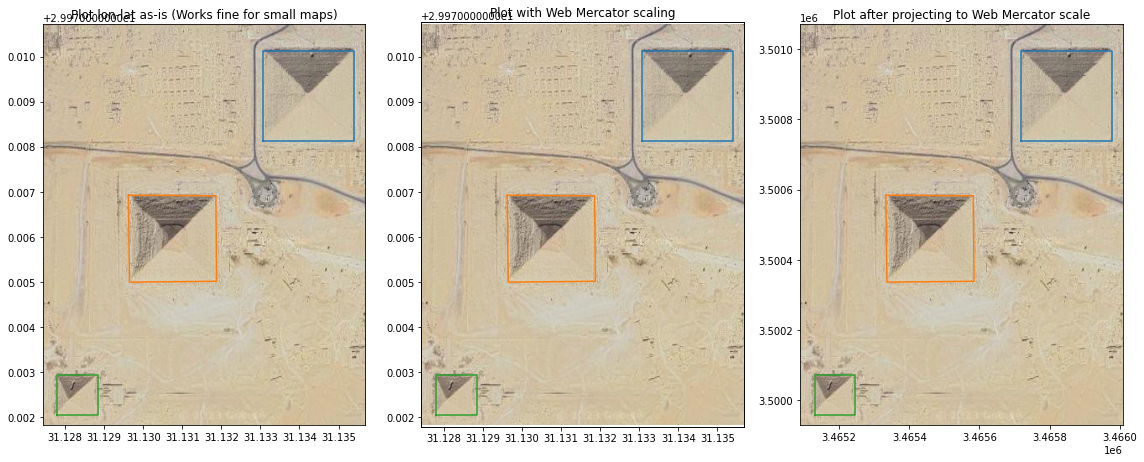 Plot lon-lat as-is (Works fine for small maps)
+2.9970000000e1
0.010
0.009
0.008
0.007
0.006
0.005
0.004
0.003
0.002
31.128 31.129 31.130 31.131 31.132 31.133 31.134 31.135
Plot with Web Mercator scaling
+2.9970000000e1
0.010
0.009
0.008
0.007
0.006
0.005
0.004
0.003
0.002
31.128 31.129 31.130 31.131 31.132 31.133 31.134 31.135
Plot after projecting to Web Mercator scale
1e6
3.5010
3.5008
3.5006
3.5004
3.5002
3.5000
3.4652 3.4654 3.4656 3.4658 3.4660
1e6